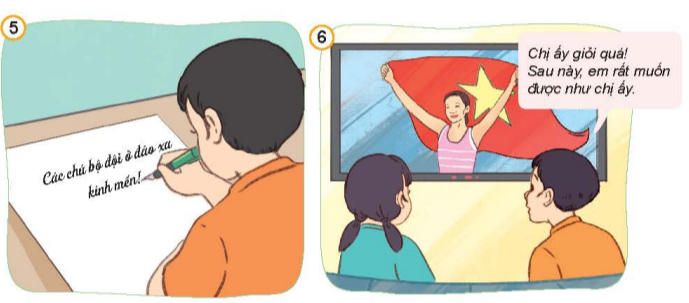 5
Các chú bộ đội ở đảo xa
kính mến!
6
Chị ấy giỏi quá!
Sau này, em rất muốn
được như chị ấy.